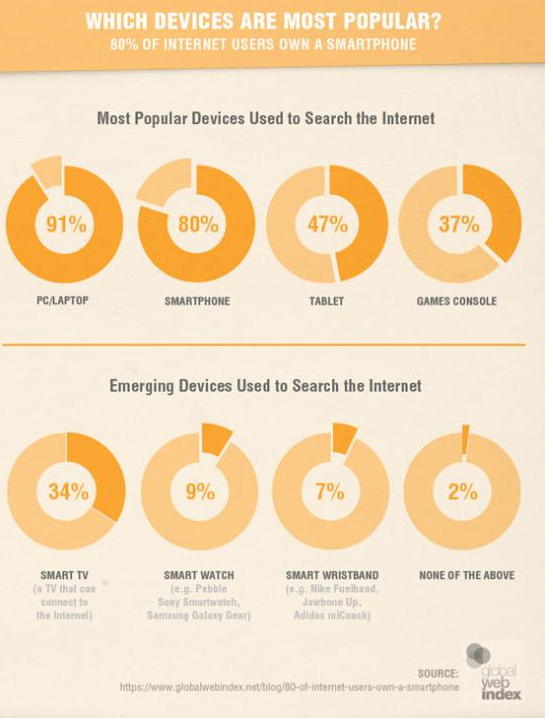 WHICH DEVICES ARE MOST POPULAR?
80% OF INTERNET USERS OWN A SMARTPHONE
Most Popular Devices Used to Search the Internet
91%
80%
47%
37%
PC/LAPTOP
SMARTPHONE
TABLET
GAMES CONSOLE
Emerging Devices Used to Search the Internet
34%
9%
7%
2%
SMART TV
(a TV that can
connect to
the Internet)
SMART WATCH
(e.g. Pebble
Sony Smartwatch,
Samsung Galaxy Gear)
SMART WRISTBAND
(e.g. Nike Fuelband,
Jawbone Up,
Adidas miCoach)
NONE OF THE ABOVE
SOURCE:
https://www.globalwebindex.net/blog/80-of-internet-users-own-a-smartphone
global
web
index